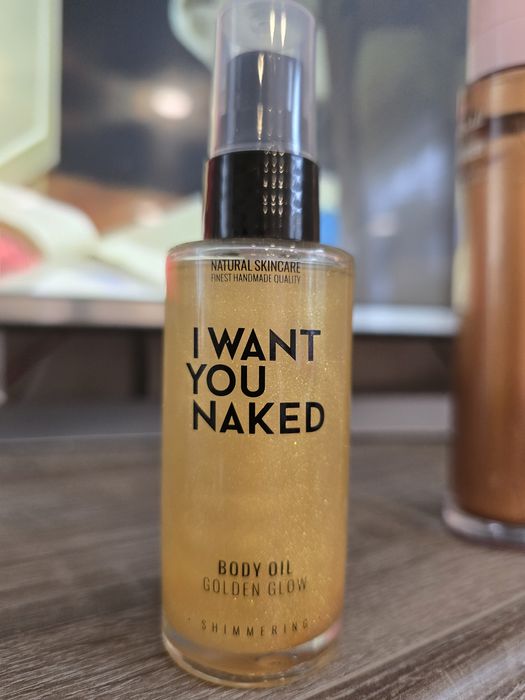 NATURAL SKINCARE
FINEST HANDMADE QUALITY
I WANT
YOU
NAKED
BODY OIL
GOLDEN GLOW
SHIMMERING